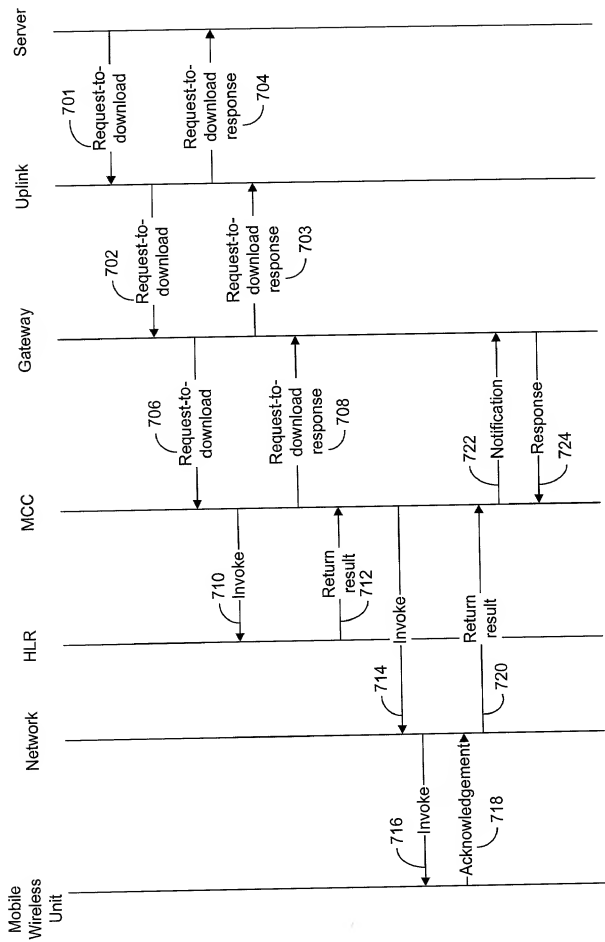 Mobile
Wireless
Unit
Network
HLR
MCC
Gateway
Uplink
Server
701
Request-to-
download
702
Request-to-
download
Request-to-
download
response
704
706
Request-to-
download
Request-to-
download
response
703
710
Invoke
Request-to-
download
response
708
Return
result
712
714
Invoke
716
Invoke
Acknowledgement
718
Return
result
720
722
Notification
Response
724